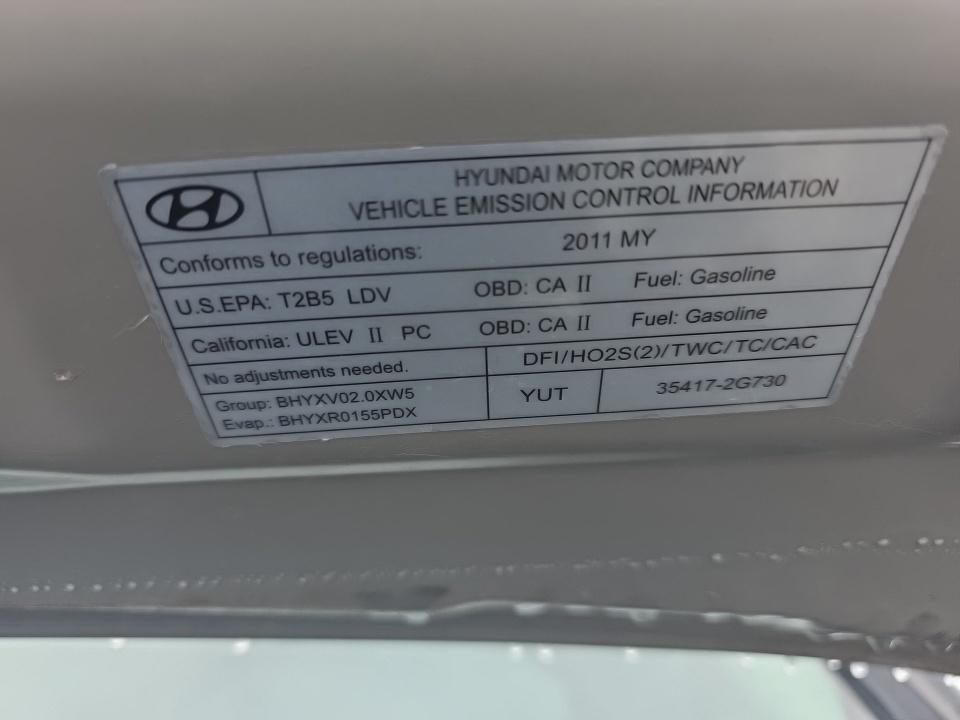 HYUNDAI MOTOR COMPANY
VEHICLE EMISSION CONTROL INFORMATION
Conforms to regulations: 2011 MY
U.S.EPA: T2B5 LDV OBD: CA II Fuel: Gasoline
California: ULEV II PC OBD: CA II Fuel: Gasoline
No adjustments needed. DFI/HO2S(2)/TWC/TC/CAC
Group: BHYXV02.0XW5
Evap.: BHYXR0155PDX
YUT 35417-2G730